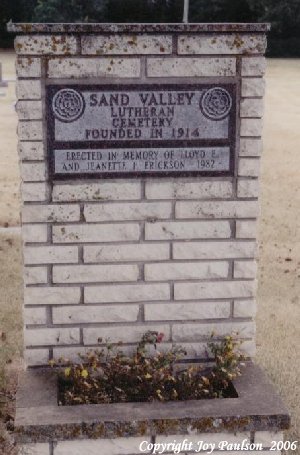 SAND VALLEY
LUTHERAN
CEMETERY
FOUNDED IN 1914
ERECTED IN MEMORY OF LLOYD E.
AND JEANETTE I. ERICKSON - 1982
Copyright Joy Paulson, 2006